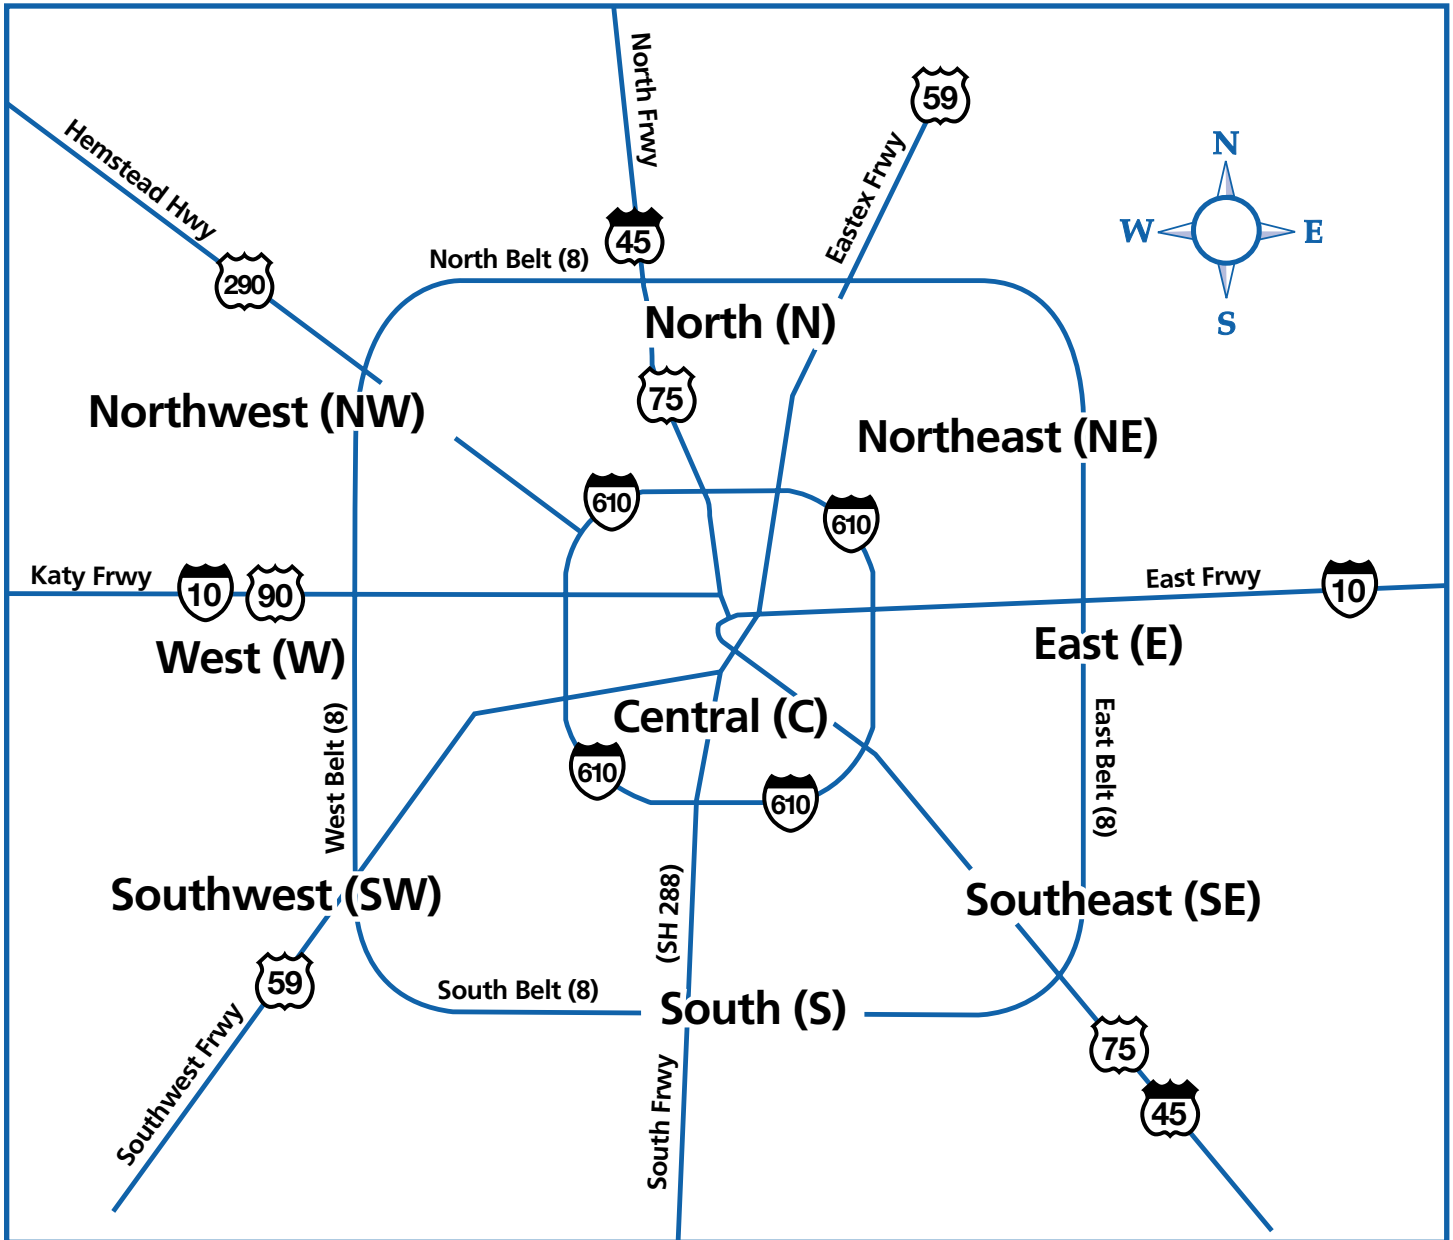 North Frwy
59
Hemstead Hwy
Eastex Frwy
N
W
E
S
45
North Belt (8)
290
North (N)
75
Northwest (NW)
Northeast (NE)
610
610
Katy Frwy
10
90
East Frwy
10
West (W)
East (E)
Central (C)
West Belt (8)
East Belt (8)
610
610
Southwest (SW)
(SH 288)
Southeast (SE)
59
South Belt (8)
South (S)
Southwest Frwy
South Frwy
75
45